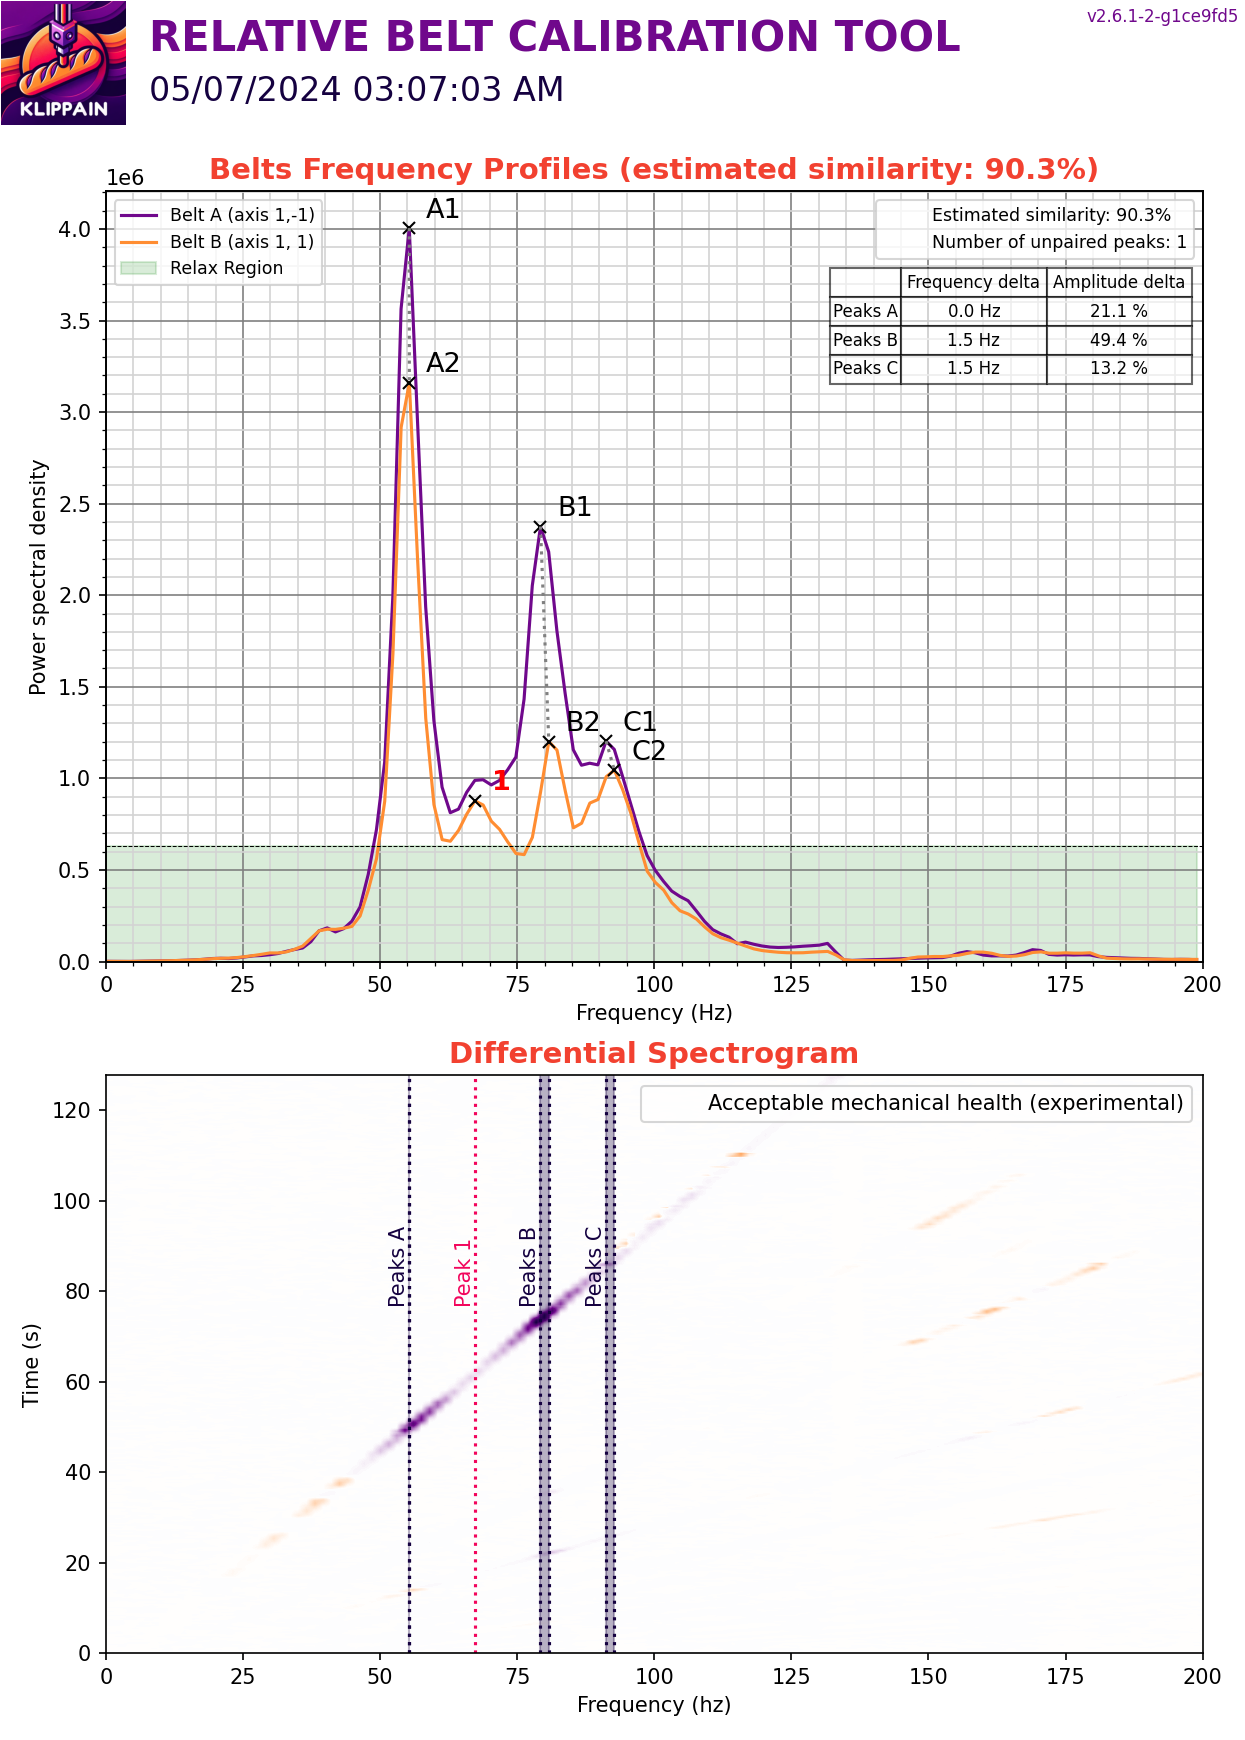 v2.6.1-2-g1ce9fd5
RELATIVE BELT CALIBRATION TOOL
05/07/2024 03:07:03 AM
KLIPPAIN
Belts Frequency Profiles (estimated similarity: 90.3%)
1e6
Belt A (axis 1,-1)
Belt B (axis 1, 1)
Relax Region
Estimated similarity: 90.3%
Number of unpaired peaks: 1
Frequency delta Amplitude delta
Peaks A 0.0 Hz 21.1 %
Peaks B 1.5 Hz 49.4 %
Peaks C 1.5 Hz 13.2 %
A1
A2
B1
B2
C1
C2
1
4.0
3.5
3.0
2.5
2.0
1.5
1.0
0.5
0.0
Power spectral density
0 25 50 75 100 125 150 175 200
Frequency (Hz)
Differential Spectrogram
Acceptable mechanical health (experimental)
Peaks A
Peak 1
Peaks B
Peaks C
120
100
80
60
40
20
0
Time (s)
0 25 50 75 100 125 150 175 200
Frequency (hz)